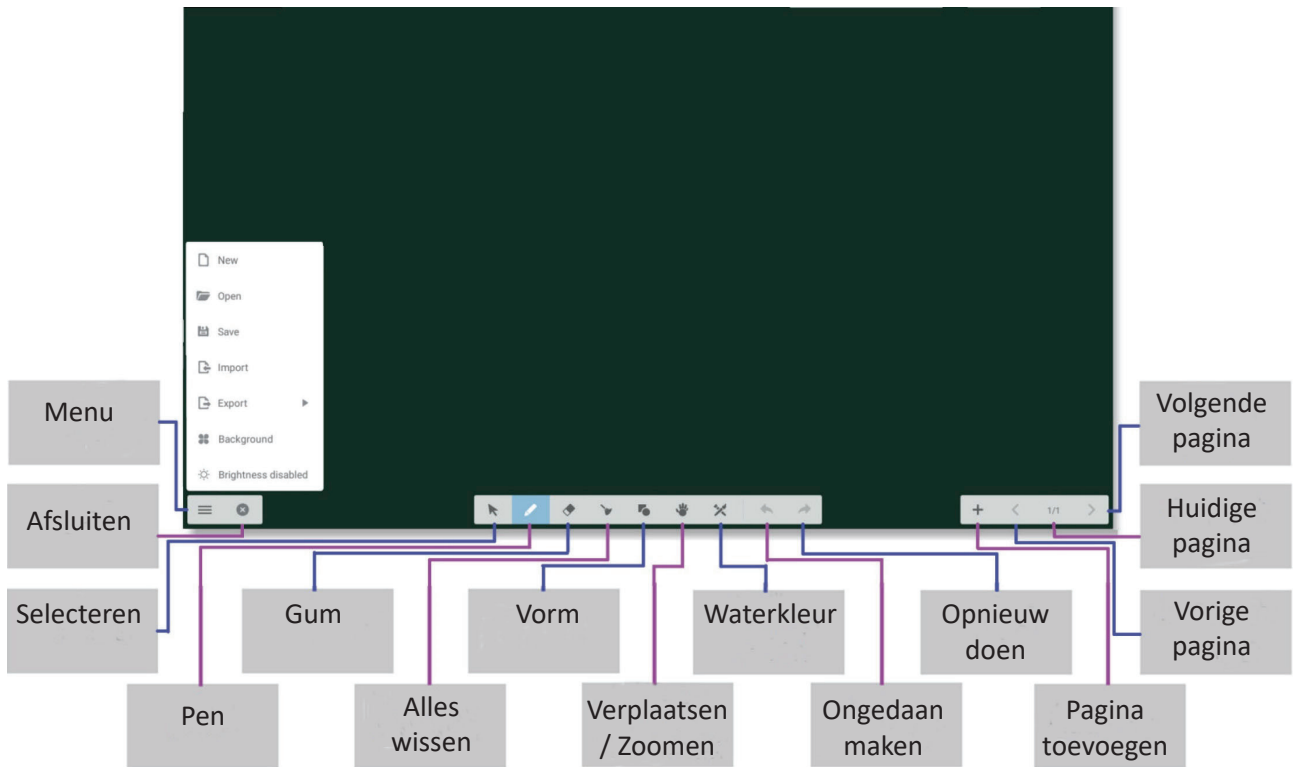 New
Open
Save
Import
Export
Background
Brightness disabled
Menu
Afsluiten
Selecteren
Pen
Gum
Alles
wissen
Vorm
Verplaatsen
/ Zoomen
Waterkleur
Ongedaan
maken
Opnieuw
doen
Pagina
toevoegen
1/1
Volgende
pagina
Huidige
pagina
Vorige
pagina